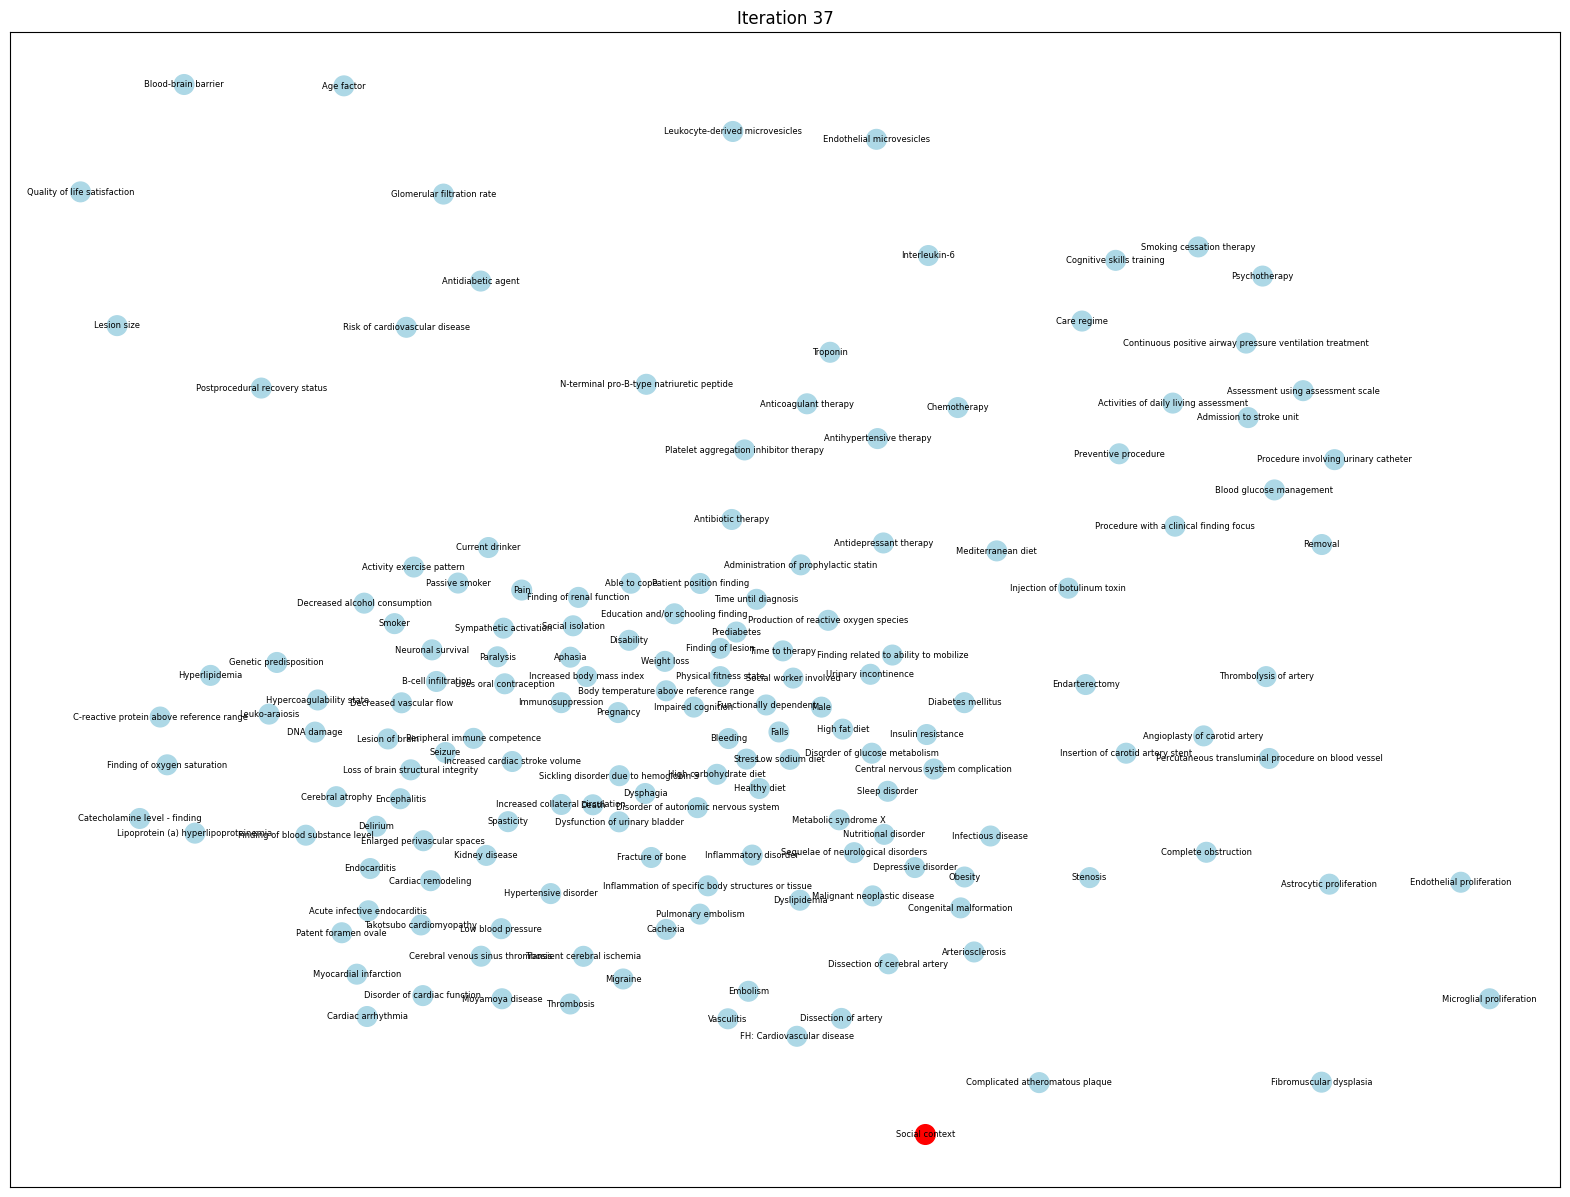 Iteration 37
Blood-brain barrier
Age factor
Leukocyte-derived microvesicles
Endothelial microvesicles
Quality of life satisfaction
Glomerular filtration rate
Smoking cessation therapy
Interleukin-6
Cognitive skills training
Psychotherapy
Antidiabetic agent
Care regime
Lesion size
Risk of cardiovascular disease
Continuous positive airway pressure ventilation treatment
Troponin
N-terminal pro-B-type natriuretic peptide
Postprocedural recovery status
Assessment using assessment scale
Anticoagulant therapy
Activities of daily living assessment
Chemotherapy
Admission to stroke unit
Antihypertensive therapy
Platelet aggregation inhibitor therapy
Preventive procedure
Procedure involving urinary catheter
Blood glucose management
Antibiotic therapy
Procedure with a clinical finding focus
Antidepressant therapy
Removal
Current drinker
Mediterranean diet
Administration of prophylactic statin
Activity exercise pattern
Passive smoker
Able to cope
Patient position finding
Injection of botulinum toxin
Pain
Finding of renal function
Time until diagnosis
Decreased alcohol consumption
Education and/or schooling finding
Production of reactive oxygen species
Smoker
Social isolation
Sympathetic activation
Prediabetes
Disability
Finding of lesion
Neuronal survival
Time to therapy
Finding related to ability to mobilize
Paralysis
Aphasia
Weight loss
Genetic predisposition
Urinary incontinence
Hyperlipidemia
Increased body mass index
Physical fitness state
Thrombolysis of artery
Social worker involved
B-cell infiltration
Uses oral contraception
Endarterectomy
Body temperature above reference range
Hypercoagulability state
Decreased vascular flow
Immunosuppression
Diabetes mellitus
Functionally dependent
Impaired cognition
Male
Pregnancy
Leuko-araiosis
C-reactive protein above reference range
High fat diet
DNA damage
Falls
Insulin resistance
Angioplasty of carotid artery
Lesion of brain
Peripheral immune competence
Bleeding
Seizure
Disorder of glucose metabolism
Insertion of carotid artery stent
Percutaneous transluminal procedure on blood vessel
Stress
Low sodium diet
Increased cardiac stroke volume
Finding of oxygen saturation
Central nervous system complication
Loss of brain structural integrity
High carbohydrate diet
Sickling disorder due to hemoglobin S
Healthy diet
Sleep disorder
Dysphagia
Cerebral atrophy
Encephalitis
Increased collateral circulation
Death
Disorder of autonomic nervous system
Catecholamine level - finding
Metabolic syndrome X
Spasticity
Dysfunction of urinary bladder
Delirium
Lipoprotein (a) hyperlipoproteinemia
Finding of blood substance level
Nutritional disorder
Infectious disease
Enlarged perivascular spaces
Sequelae of neurological disorders
Complete obstruction
Kidney disease
Fracture of bone
Inflammatory disorder
Endocarditis
Depressive disorder
Obesity
Stenosis
Cardiac remodeling
Endothelial proliferation
Astrocytic proliferation
Inflammation of specific body structures or tissue
Hypertensive disorder
Malignant neoplastic disease
Dyslipidemia
Congenital malformation
Acute infective endocarditis
Pulmonary embolism
Takotsubo cardiomyopathy
Low blood pressure
Cachexia
Patent foramen ovale
Arteriosclerosis
Cerebral venous sinus thrombosis
Transient cerebral ischemia
Dissection of cerebral artery
Myocardial infarction
Migraine
Embolism
Disorder of cardiac function
Moyamoya disease
Microglial proliferation
Thrombosis
Cardiac arrhythmia
Vasculitis
Dissection of artery
FH: Cardiovascular disease
Complicated atheromatous plaque
Fibromuscular dysplasia
Social context